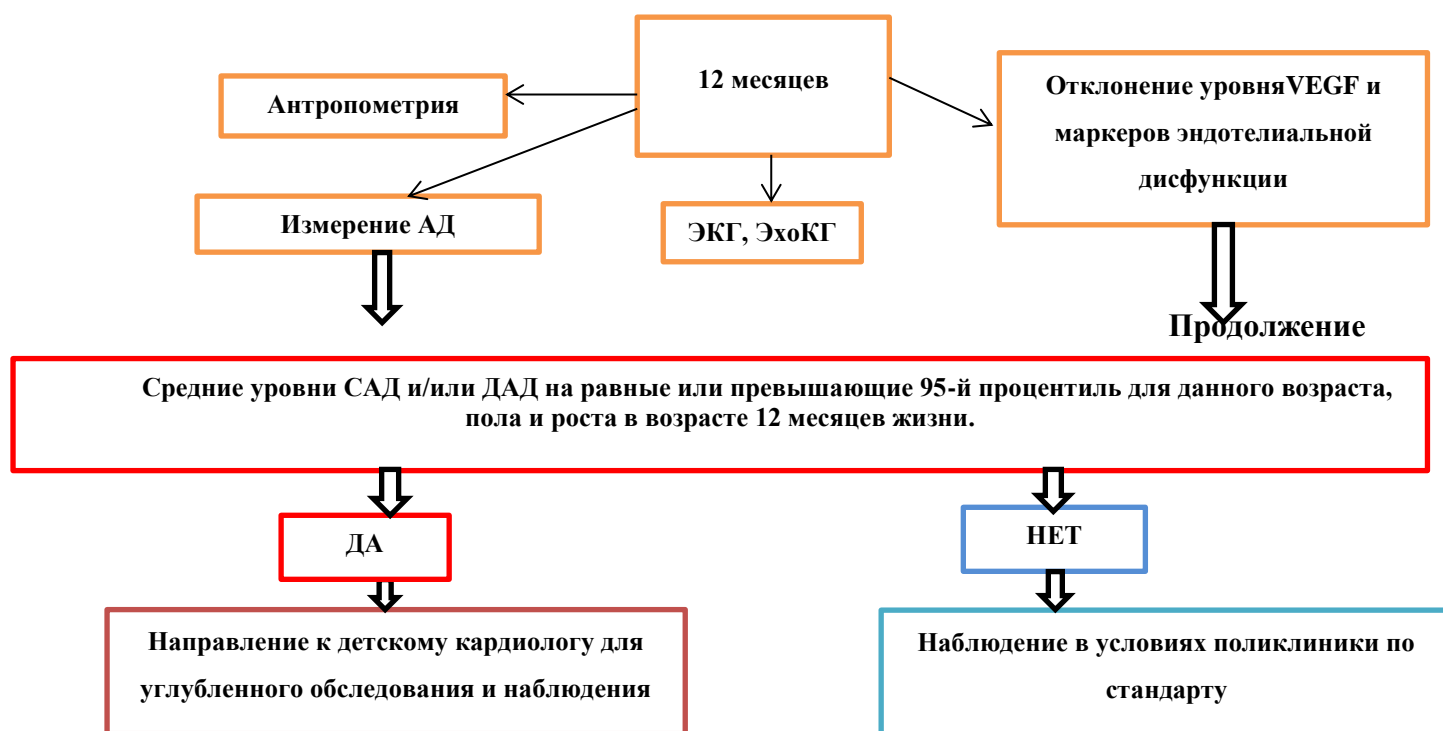 12 месяцев
Антропометрия
Отклонение уровняVEGF и
маркеров эндотелиальной
дисфункции
Измерение АД
ЭКГ, ЭхоКГ
Продолжение
Средние уровни САД и/или ДАД на равные или превышающие 95-й процентиль для данного возраста,
пола и роста в возрасте 12 месяцев жизни.
ДА
НЕТ
Направление к детскому кардиологу для
углубленного обследования и наблюдения
Наблюдение в условиях поликлиники по
стандарту